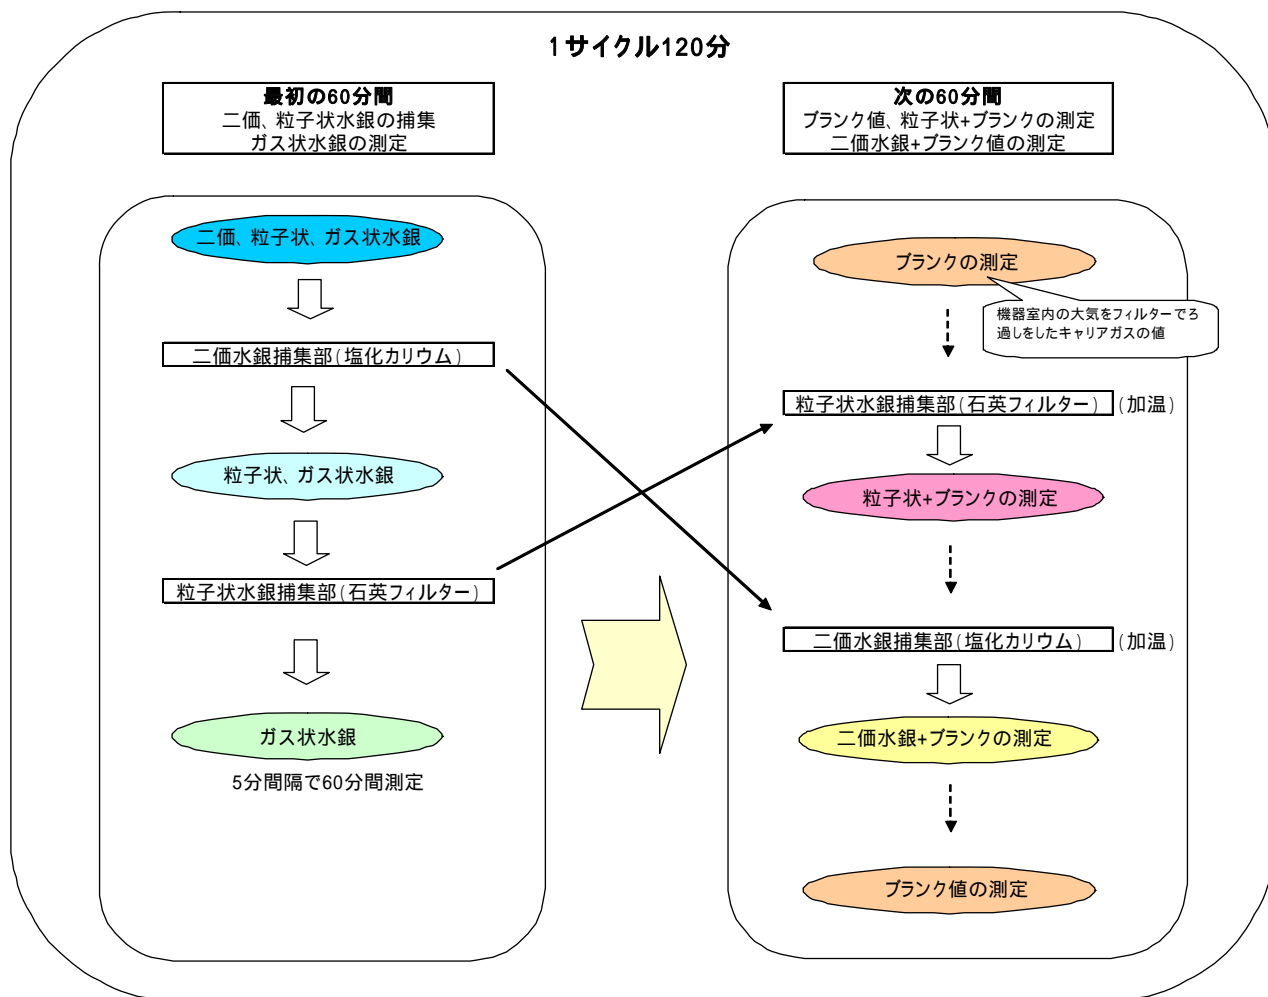 1サイクル120分
最初の60分間
二価、粒子状水銀の捕集
ガス状水銀の測定
二価、粒子状、ガス状水銀
二価水銀捕集部(塩化カリウム)
粒子状、ガス状水銀
粒子状水銀捕集部(石英フィルター)
ガス状水銀
5分間隔で60分間測定
次の60分間
ブランク値、粒子状+ブランクの測定
二価水銀+ブランク値の測定
ブランクの測定
機器室内の大気をフィルターでろ
過しをしたキャリアガスの値
粒子状水銀捕集部(石英フィルター) (加温)
粒子状+ブランクの測定
二価水銀捕集部(塩化カリウム) (加温)
二価水銀+ブランクの測定
ブランク値の測定